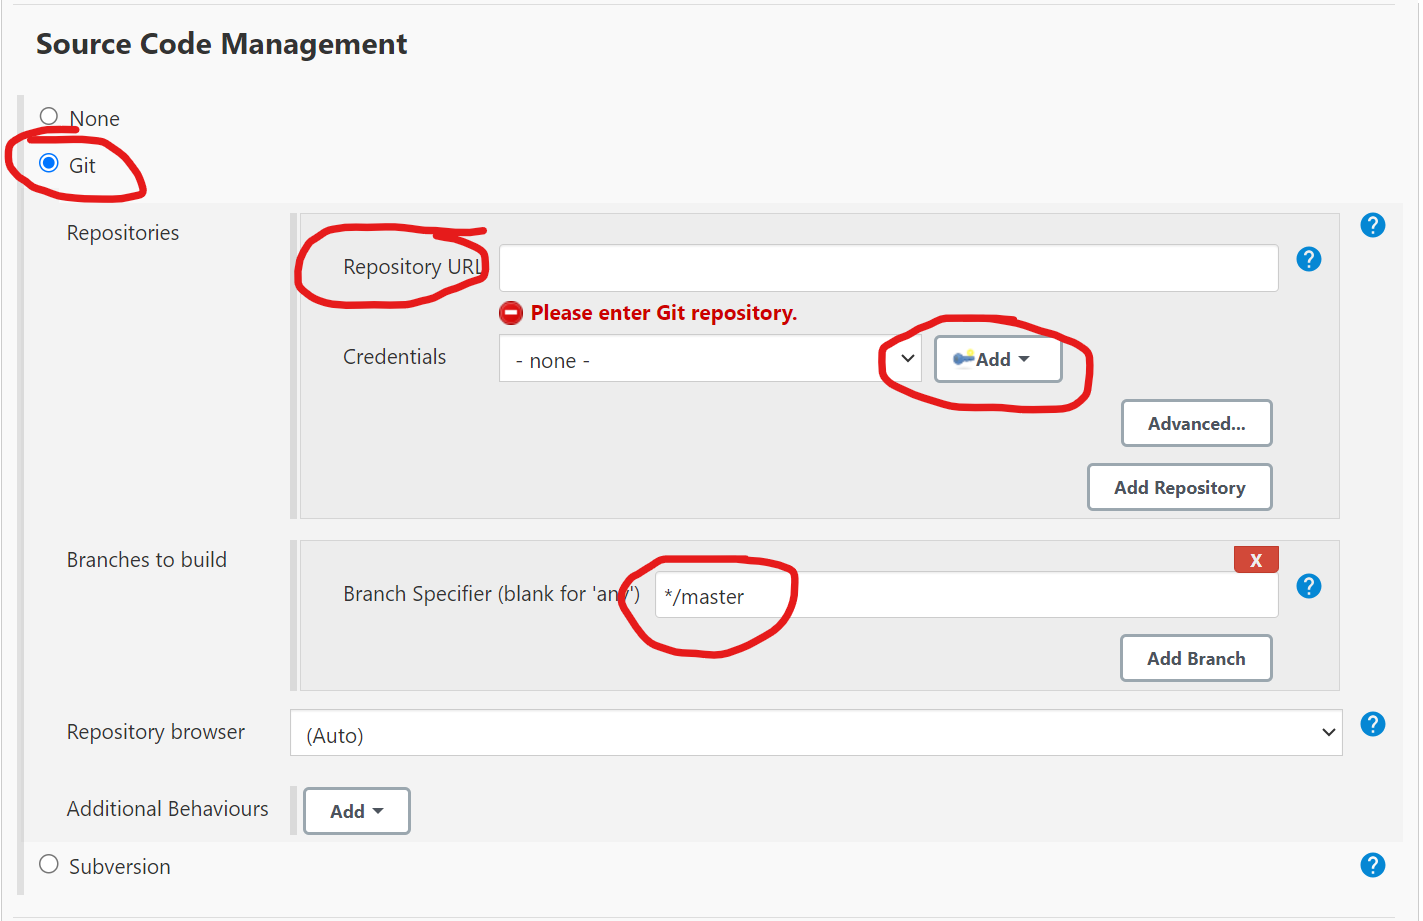 Source Code Management
None
Git
Repositories
Repository URL
Please enter Git repository.
Credentials
- none -
Add
Advanced...
Add Repository
Branches to build
X
Branch Specifier (blank for 'any')
*/master
Add Branch
Repository browser
(Auto)
Additional Behaviours
Add
Subversion